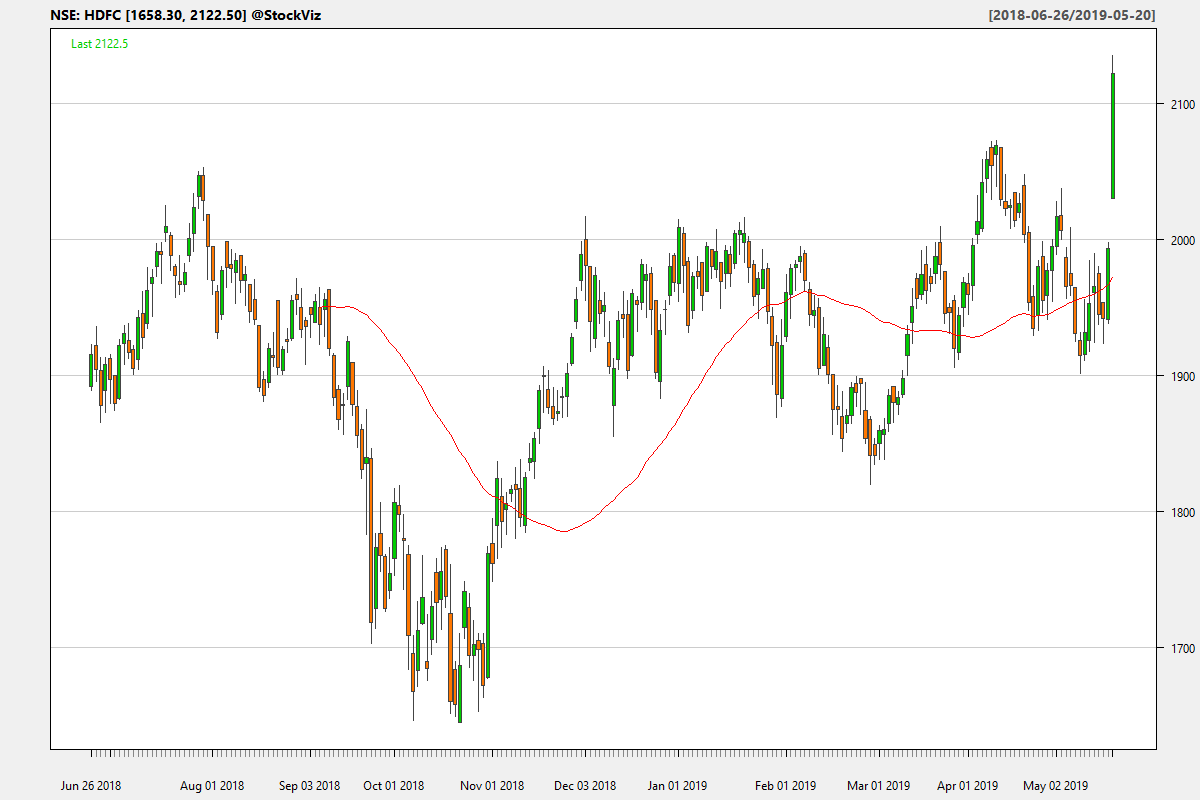 NSE: HDFC [1658.30, 2122.50] @StockViz
[2018-06-26/2019-05-20]
Last 2122.5
2100
2000
1900
1800
1700
Jun 26 2018 Aug 01 2018 Sep 03 2018 Oct 01 2018 Nov 01 2018 Dec 03 2018 Jan 01 2019 Feb 01 2019 Mar 01 2019 Apr 01 2019 May 02 2019